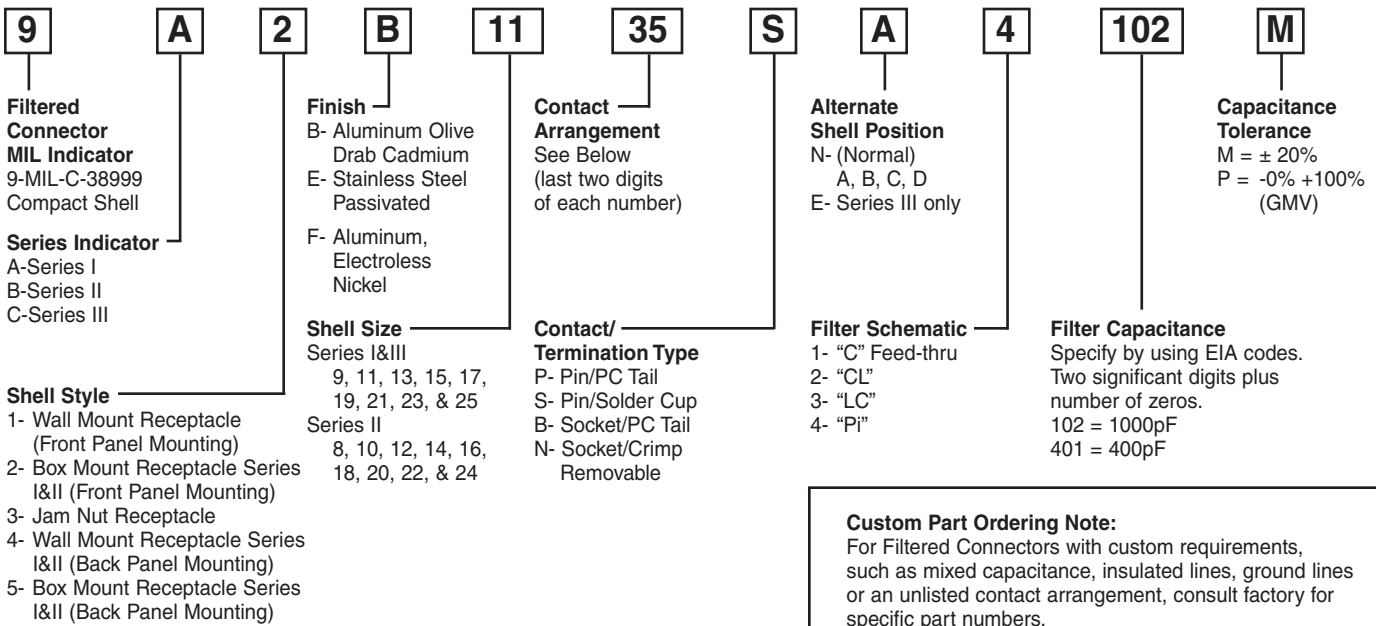 9 A 2 B 11 35 S A 4 102 M
Filtered
Connector
MIL Indicator
9-MIL-C-38999
Compact Shell
Series Indicator
A-Series I
B-Series II
C-Series III
Shell Style
1- Wall Mount Receptacle
(Front Panel Mounting)
2- Box Mount Receptacle Series
I&II (Front Panel Mounting)
3- Jam Nut Receptacle
4- Wall Mount Receptacle Series
I&II (Back Panel Mounting)
5- Box Mount Receptacle Series
I&II (Back Panel Mounting)
Finish
B- Aluminum Olive
Drab Cadmium
E- Stainless Steel
Passivated
F- Aluminum,
Electroless
Nickel
Shell Size
Series I&III
9, 11, 13, 15, 17,
19, 21, 23, & 25
Series II
8, 10, 12, 14, 16,
18, 20, 22, & 24
Contact
Arrangement
See Below
(last two digits
of each number)
Contact/
Termination Type
P- Pin/PC Tail
S- Pin/Solder Cup
B- Socket/PC Tail
N- Socket/Crimp
Removable
Alternate
Shell Position
N- (Normal)
A, B, C, D
E- Series III only
Filter Schematic
1- “C” Feed-thru
2- “CL”
3- “LC”
4- “Pi”
Filter Capacitance
Specify by using EIA codes.
Two significant digits plus
number of zeros.
102 = 1000pF
401 = 400pF
Capacitance
Tolerance
M = ± 20%
P = -0% +100%
(GMV)
Custom Part Ordering Note:
For Filtered Connectors with custom requirements,
such as mixed capacitance, insulated lines, ground lines
or an unlisted contact arrangement, consult factory for
specific part numbers.